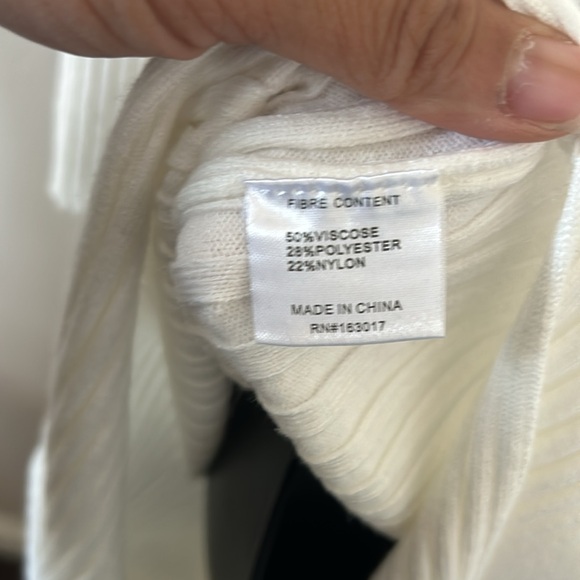 FIBRE CONTENT
50%VISCOSE
28%POLYESTER
22%NYLON
MADE IN CHINA
RN#163017